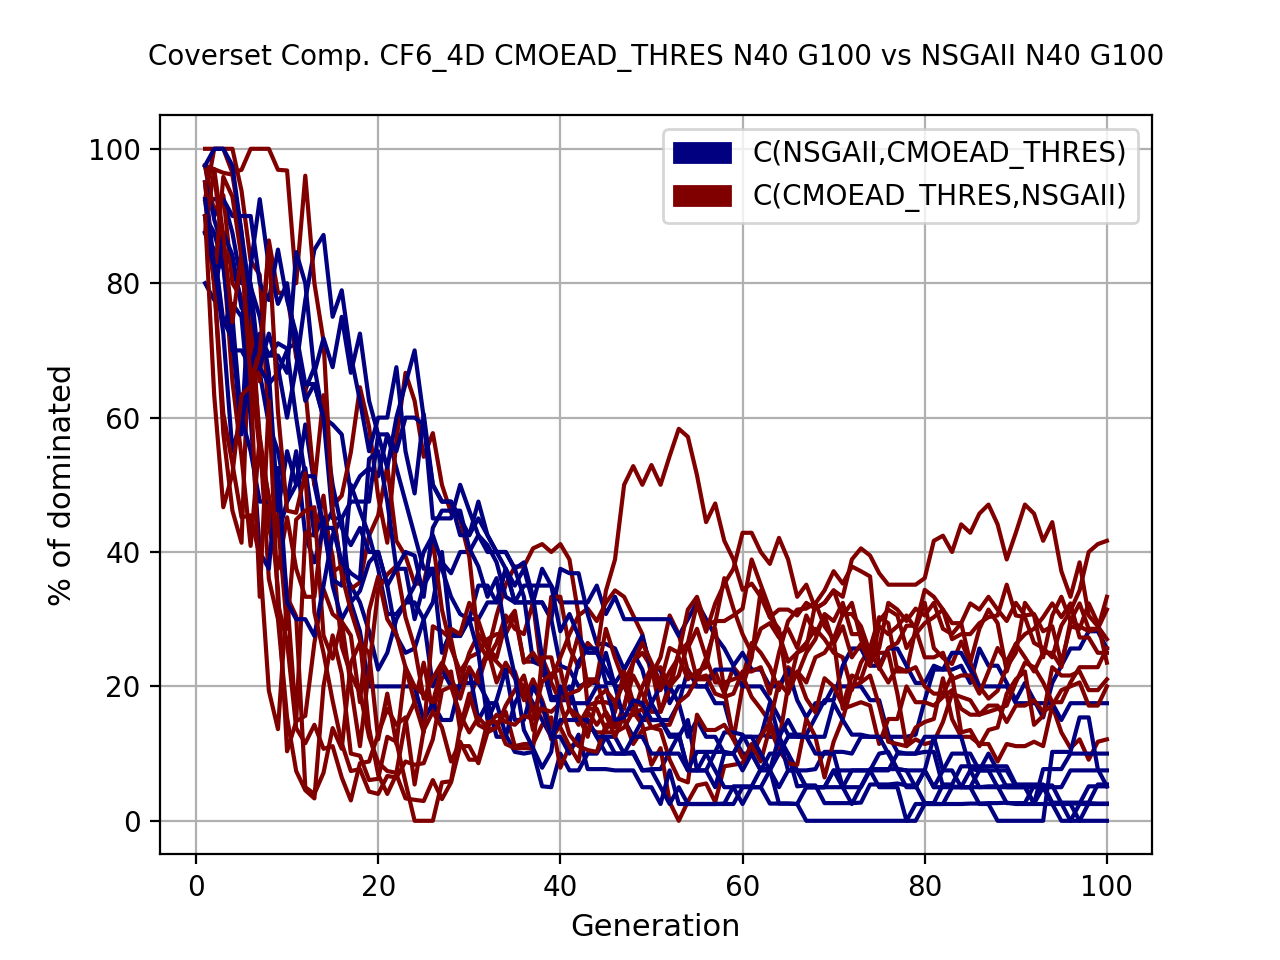 Coverset Comp. CF6_4D CMOEAD_THRES N40 G100 vs NSGAII N40 G100
C(NSGAII,CMOEAD_THRES)
C(CMOEAD_THRES,NSGAII)
% of dominated
100
80
60
40
20
0
0 20 40 60 80 100
Generation